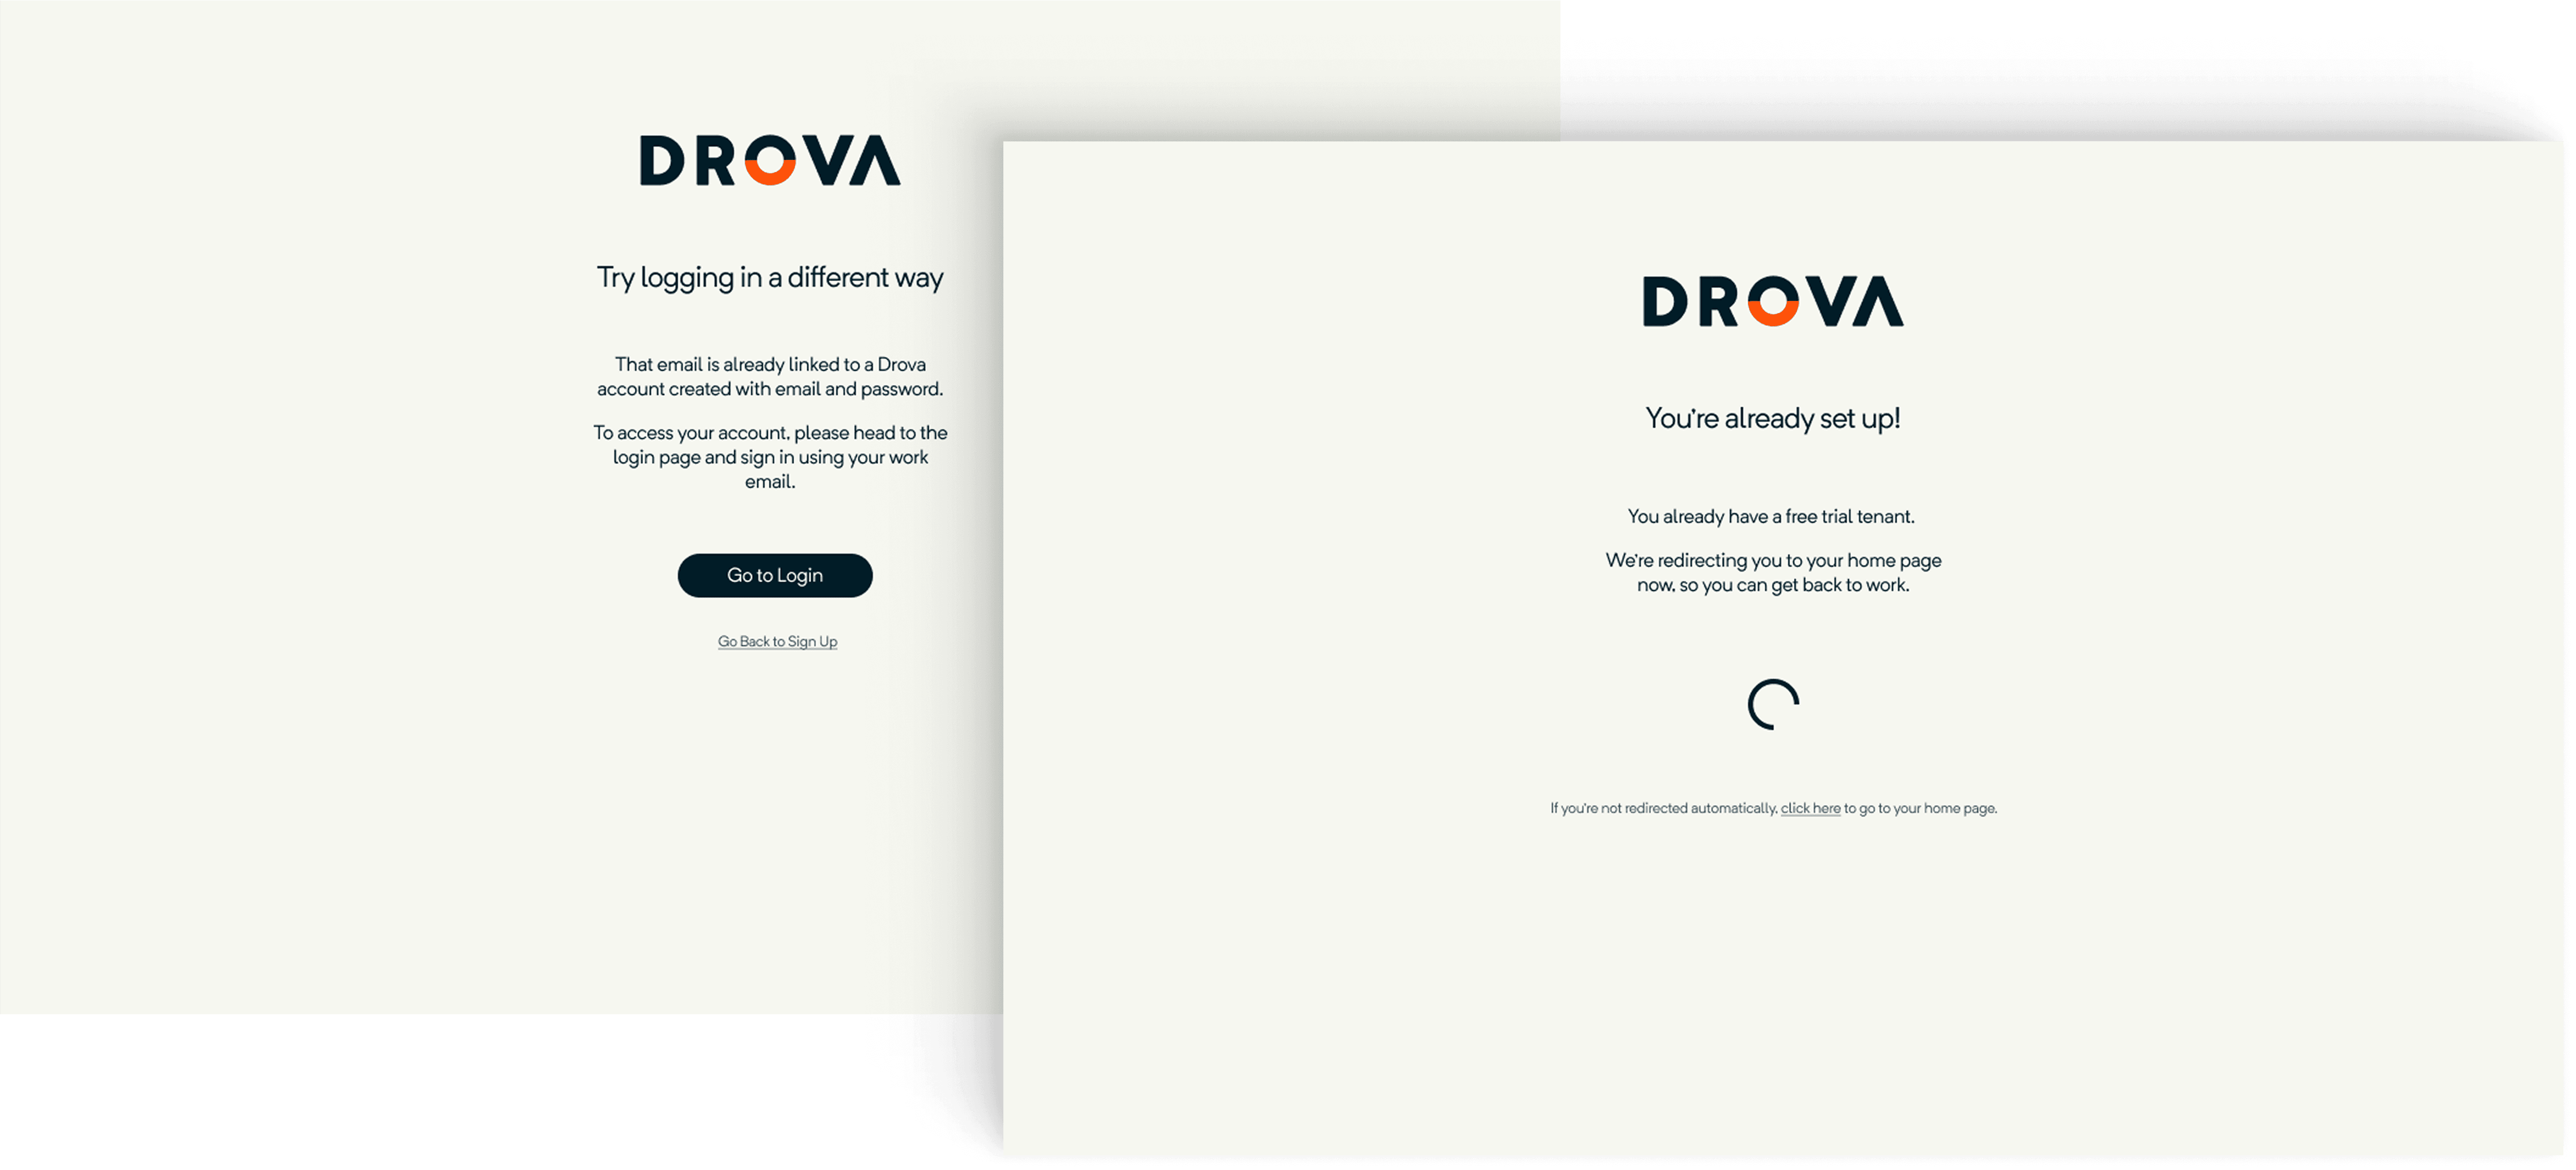 DROVA
Try logging in a different way
That email is already linked to a Drova
account created with email and password.
To access your account, please head to the
login page and sign in using your work
email.
Go to Login
Go Back to Sign Up
DROVA
You're already set up!
You already have a free trial tenant.
We're redirecting you to your home page
now, so you can get back to work.
If you're not redirected automatically, click here to go to your home page.